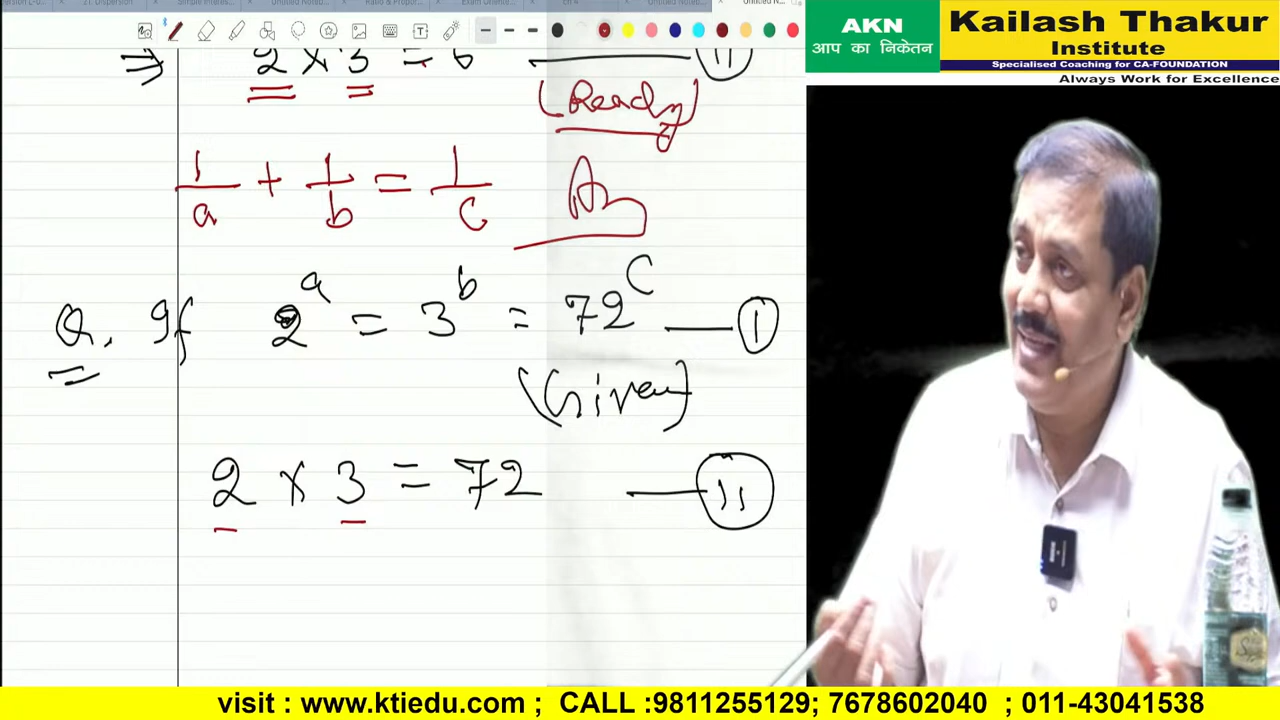 AKN
आप का निकेतन
Kailash Thakur
Institute
Specialised Coaching for CA-FOUNDATION
Always Work for Excellence
⇒ 2 × 3 = 6 —— (II)
(Ready)
1/a + 1/b = 1/c Ans
Q. If 2^a = 3^b = 72^c —— (I)
(Given)
2 × 3 = 72 —— (II)
visit : www.ktiedu.com ; CALL :9811255129; 7678602040 ; 011-43041538